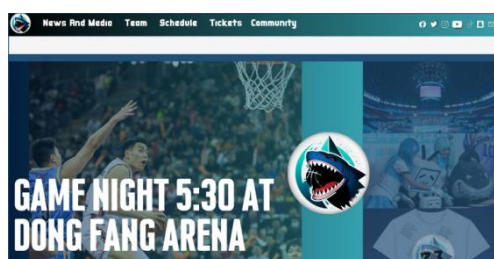 News And Media Team Schedule Tickets Community
GAME NIGHT 5:30 AT
DONG FANG ARENA